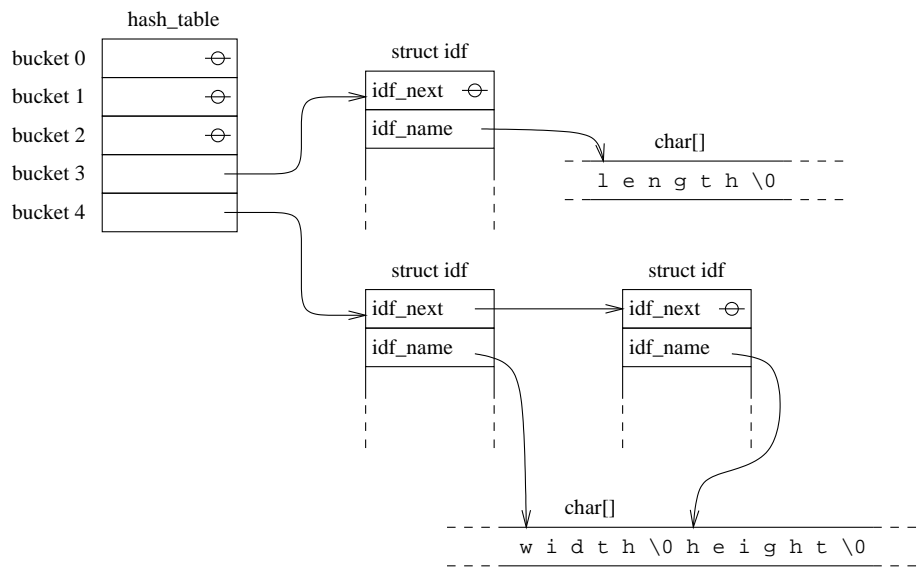 hash_table
bucket 0
bucket 1
bucket 2
bucket 3
bucket 4
struct idf
idf_next
idf_name
char[]
l e n g t h \0
struct idf
idf_next
idf_name
struct idf
idf_next
idf_name
char[]
w i d t h \0 h e i g h t \0